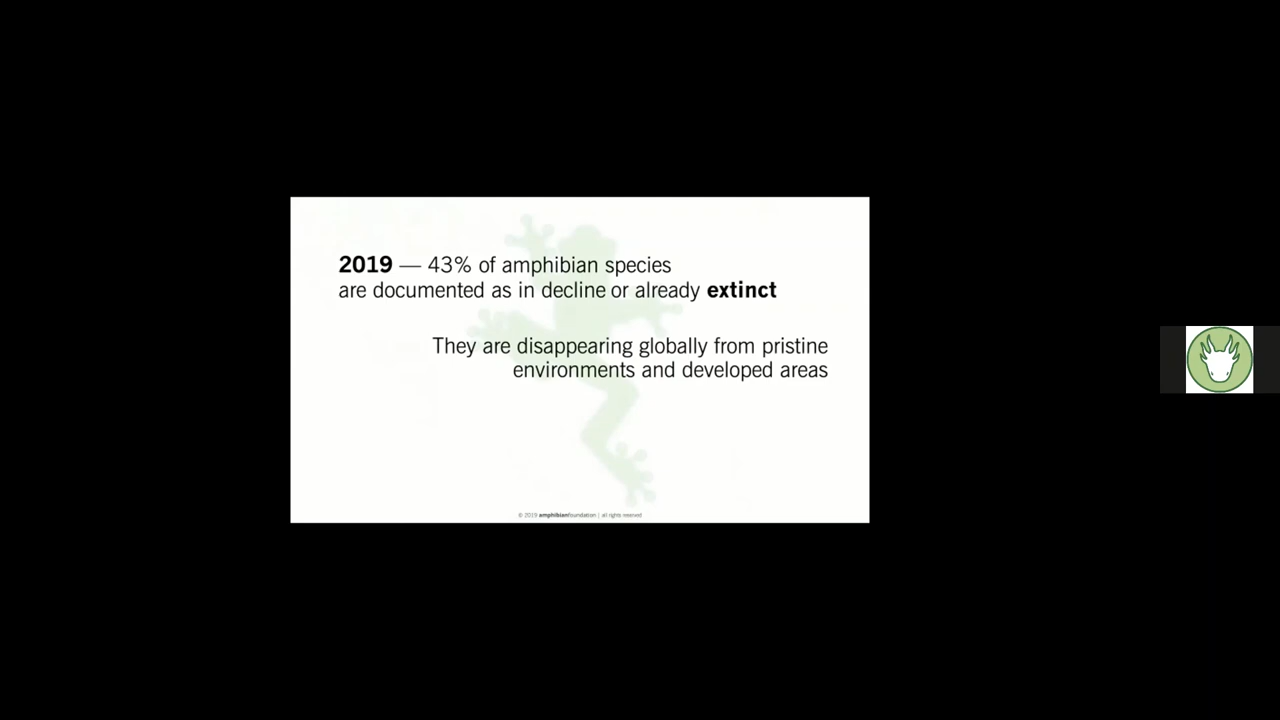 2019 — 43% of amphibian species
are documented as in decline or already extinct
They are disappearing globally from pristine
environments and developed areas
© 2019 amphibianfoundation | all rights reserved